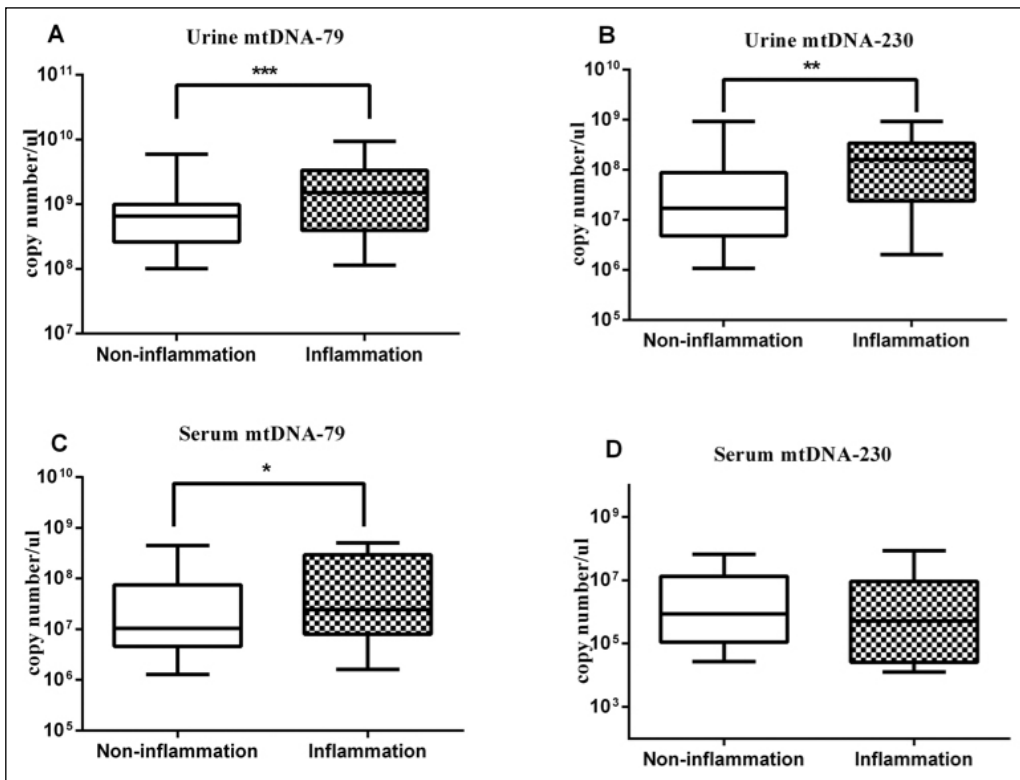 A
Urine mtDNA-79
***
10¹¹
10¹⁰
10⁹
10⁸
10⁷
copy number/ul
Non-inflammation
Inflammation
B
Urine mtDNA-230
**
10¹⁰
10⁹
10⁸
10⁷
10⁶
10⁵
copy number/ul
Non-inflammation
Inflammation
C
Serum mtDNA-79
*
10¹⁰
10⁹
10⁸
10⁷
10⁶
10⁵
copy number/ul
Non-inflammation
Inflammation
D
Serum mtDNA-230
10⁹
10⁷
10⁵
10³
copy number/ul
Non-inflammation
Inflammation